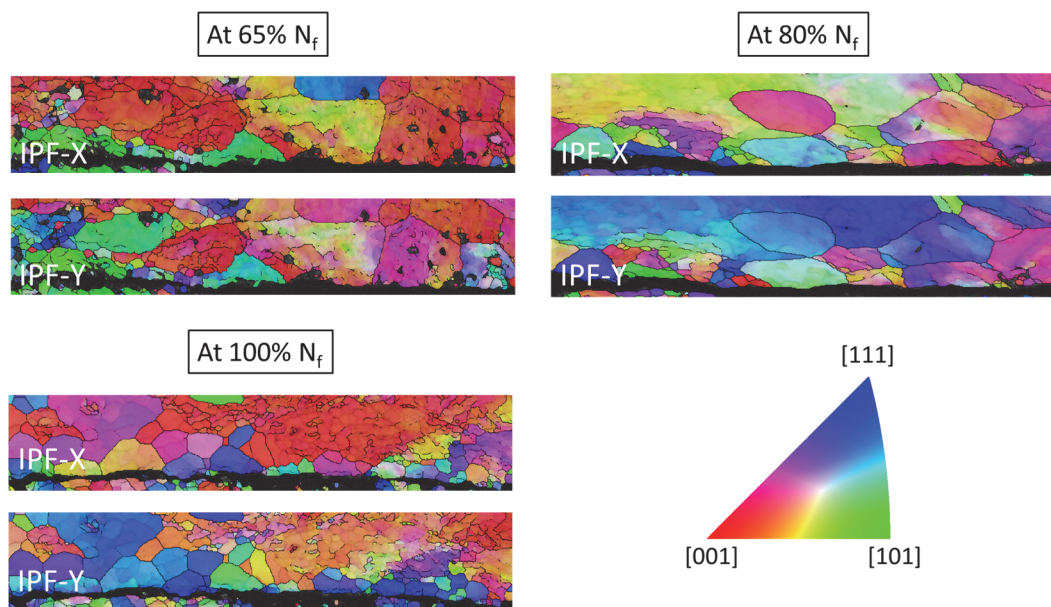 At 65% Nf
At 80% Nf
IPF-X
IPF-X
IPF-Y
IPF-Y
At 100% Nf
[111]
IPF-X
[001]
[101]
IPF-Y